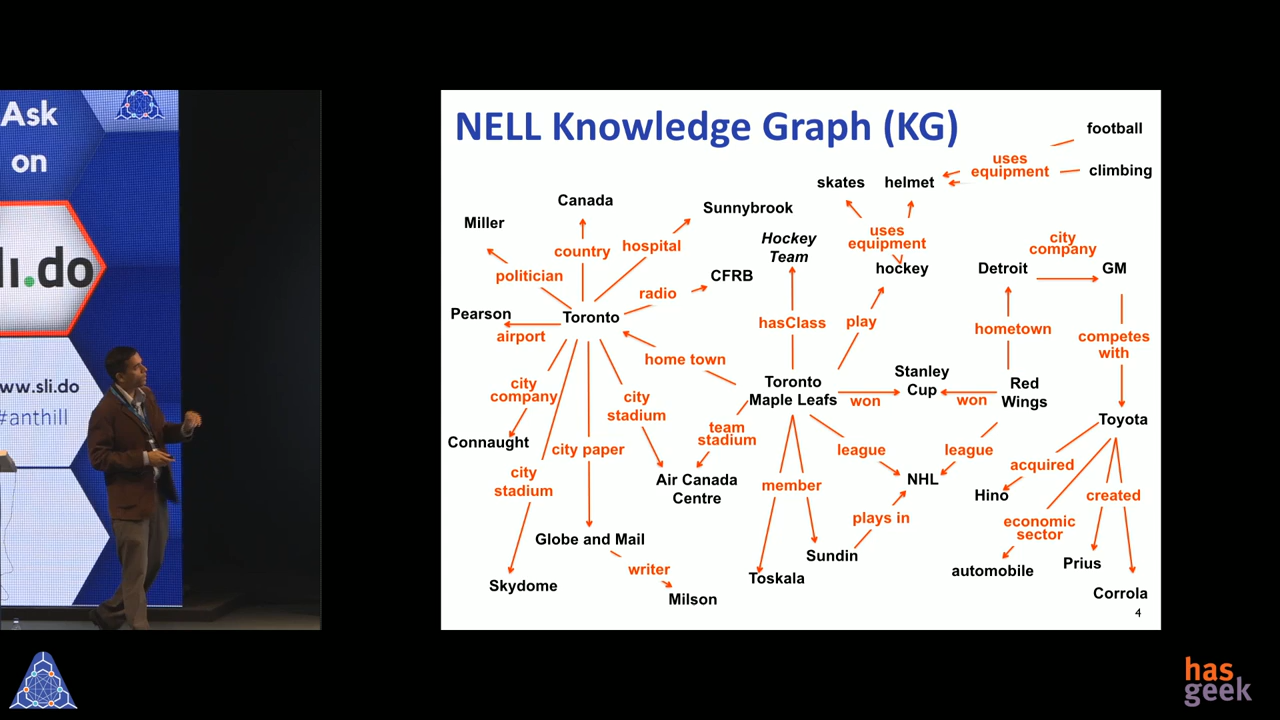 Ask
on
sli.do
www.sli.do
#anthill
NELL Knowledge Graph (KG)
football
uses
equipment
climbing
skates
helmet
Canada
Sunnybrook
Miller
uses
equipment
Hockey
Team
city
company
country
hospital
politician
CFRB
hockey
Detroit
GM
radio
Pearson
Toronto
airport
hasClass
play
hometown
competes
with
home town
Stanley
Cup
Toronto
Maple Leafs
won
won
Red
Wings
city
company
city
stadium
Toyota
team
stadium
Connaught
city paper
league
league
acquired
city
stadium
Air Canada
Centre
member
NHL
Hino
created
plays in
economic
sector
Globe and Mail
Sundin
writer
Toskala
automobile
Prius
Skydome
Milson
Corrola
4
has
geek